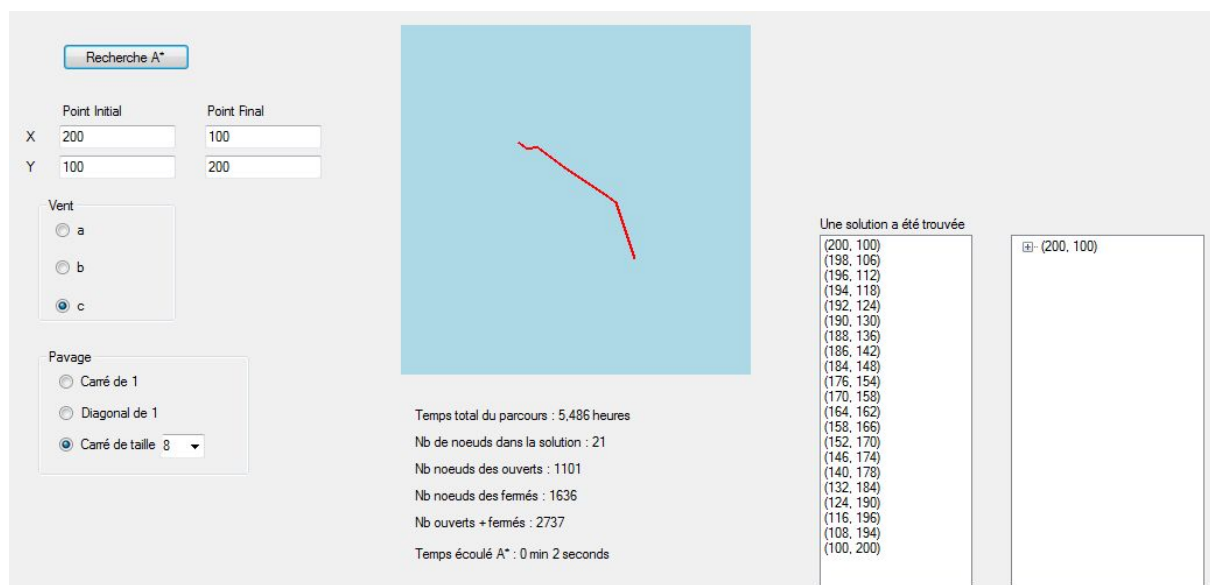 Recherche A*
Point Initial Point Final
X 200 100
Y 100 200
Vent
a
b
c
Pavage
Carré de 1
Diagonal de 1
Carré de taille 8
Temps total du parcours : 5,486 heures
Nb de noeuds dans la solution : 21
Nb noeuds des ouverts : 1101
Nb noeuds des fermés : 1636
Nb ouverts + fermés : 2737
Temps écoulé A* : 0 min 2 seconds
Une solution a été trouvée
(200, 100)
(198, 106)
(196, 112)
(194, 118)
(192, 124)
(190, 130)
(188, 136)
(186, 142)
(184, 148)
(176, 154)
(170, 158)
(164, 162)
(158, 166)
(152, 170)
(146, 174)
(140, 178)
(132, 184)
(124, 190)
(116, 196)
(108, 194)
(100, 200)
(200, 100)